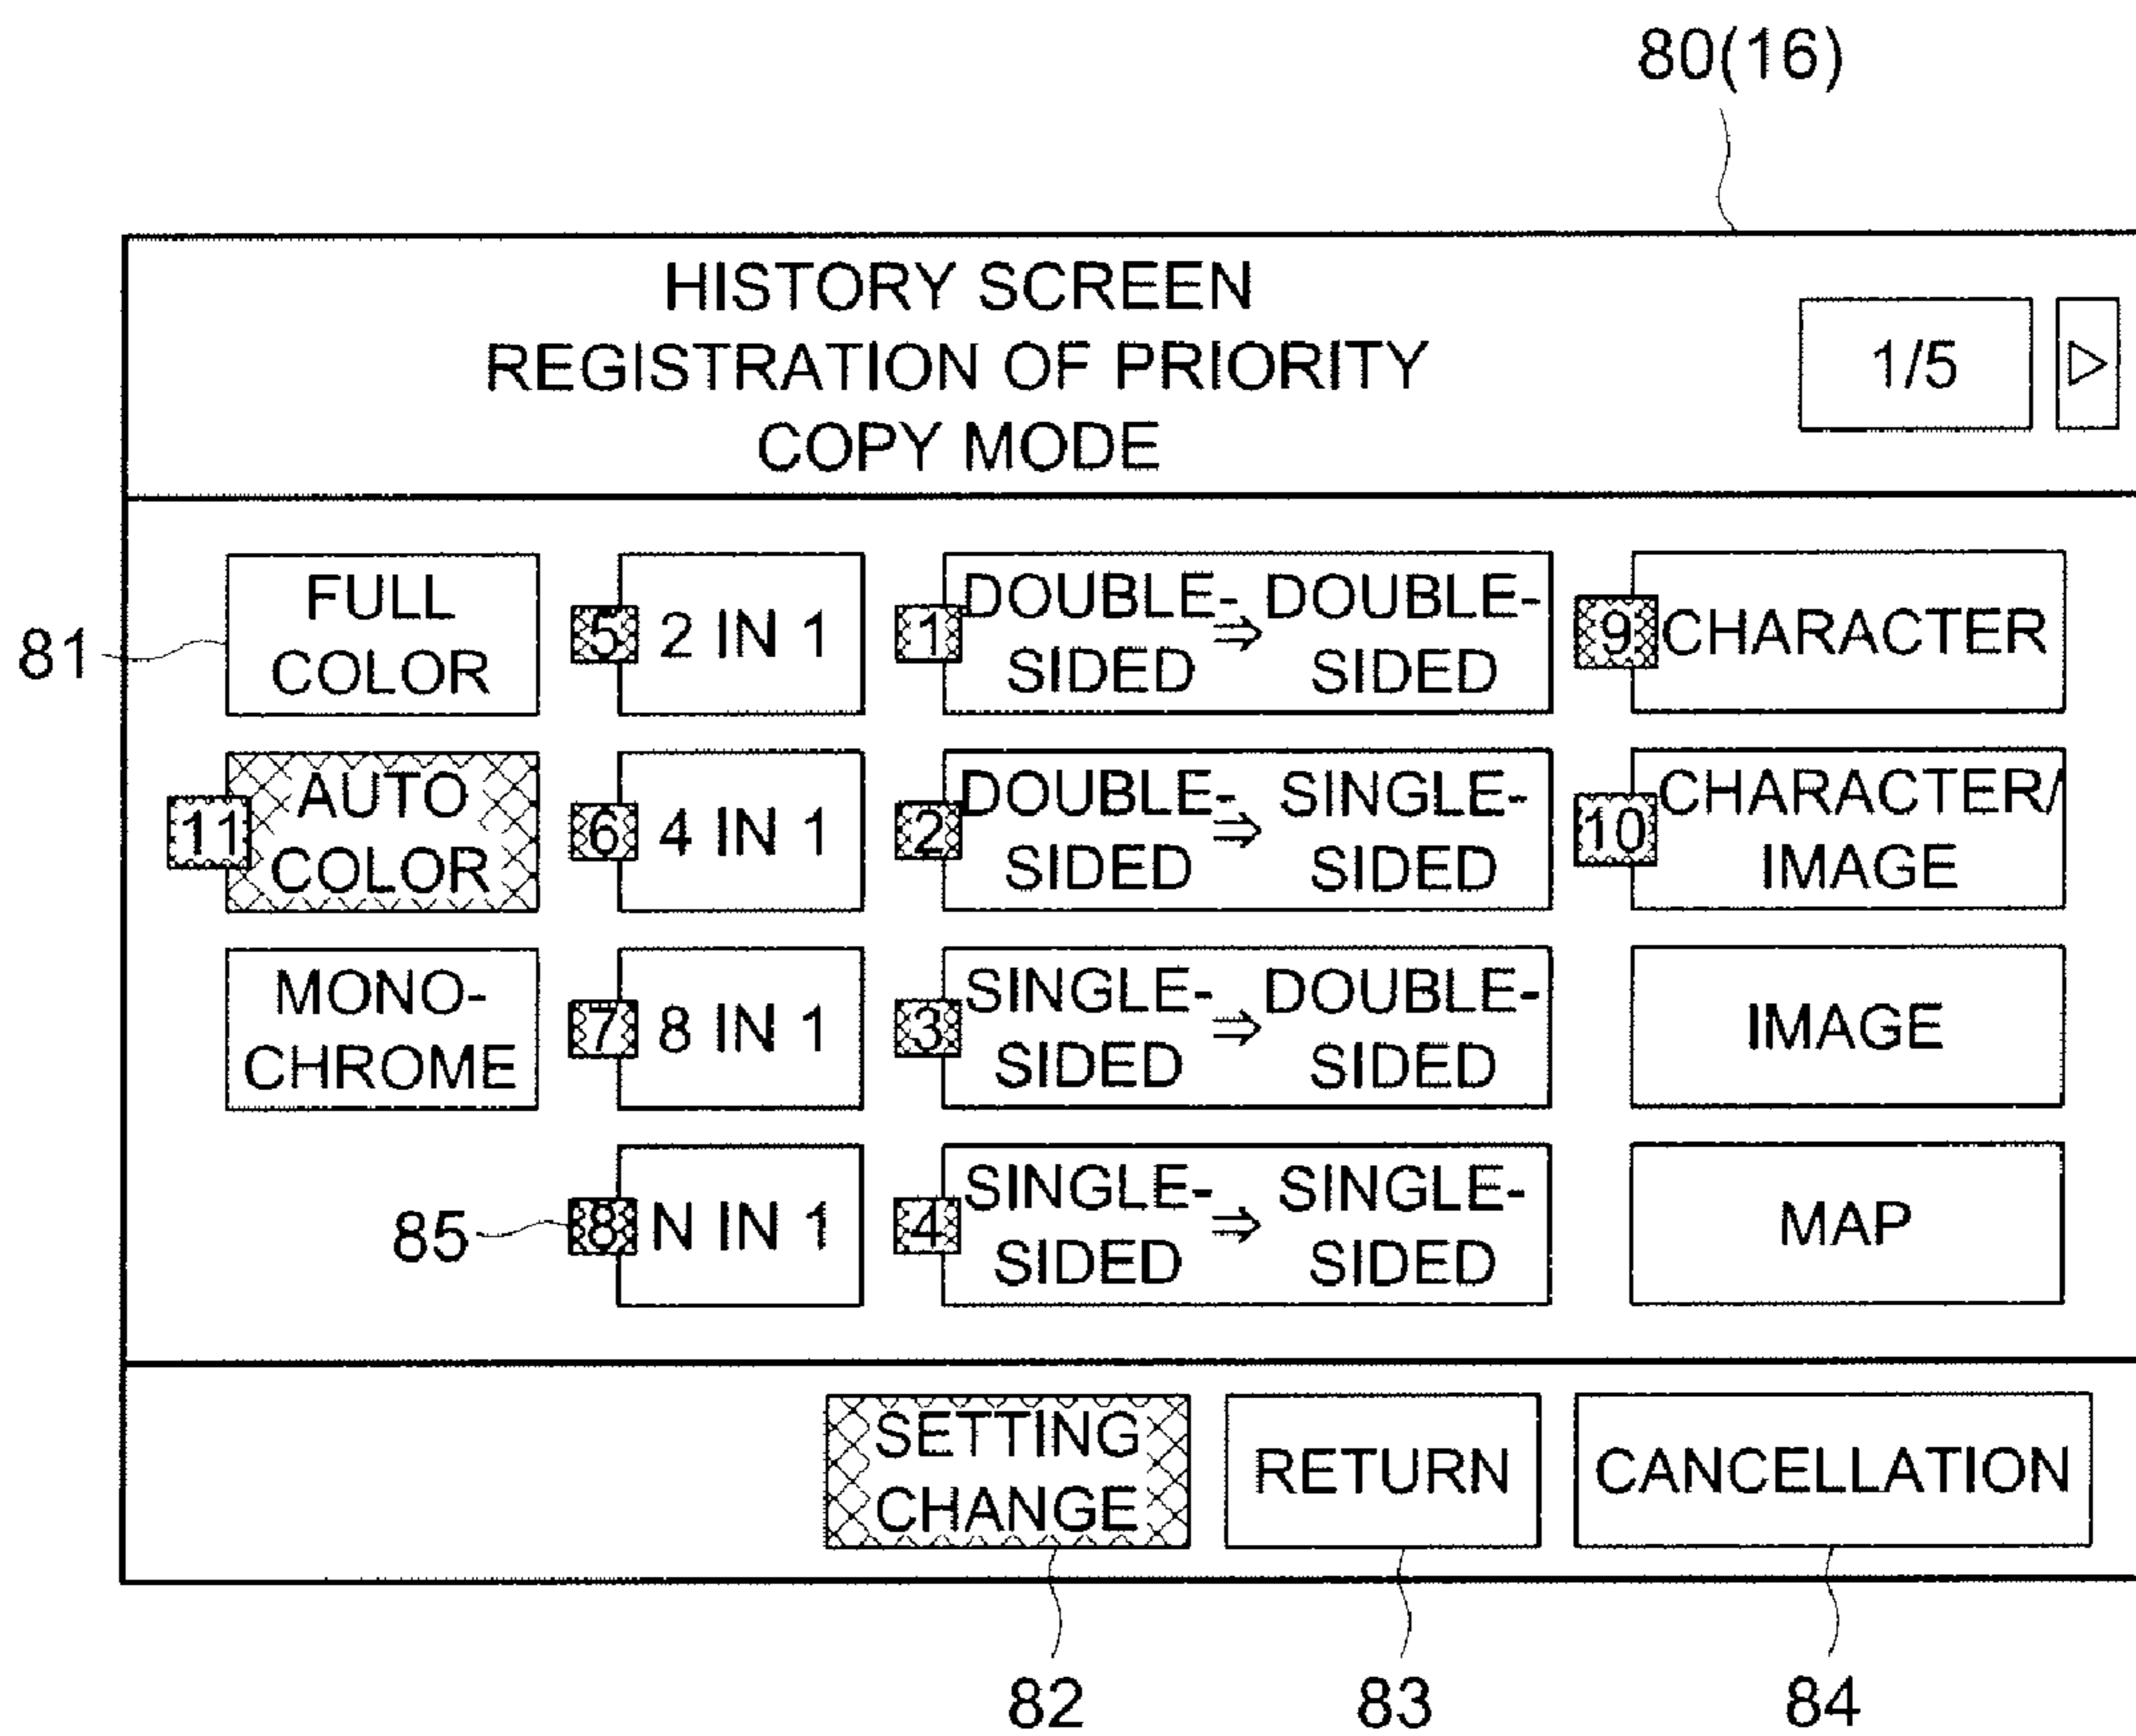 80(16)
HISTORY SCREEN
REGISTRATION OF PRIORITY
COPY MODE
1/5
81
FULL
COLOR
5
2 IN 1
1
DOUBLE-
SIDED
⇒
DOUBLE-
SIDED
9
CHARACTER
11
AUTO
COLOR
6
4 IN 1
2
DOUBLE-
SIDED
⇒
SINGLE-
SIDED
10
CHARACTER/
IMAGE
MONO-
CHROME
7
8 IN 1
3
SINGLE-
SIDED
⇒
DOUBLE-
SIDED
IMAGE
85
8
N IN 1
4
SINGLE-
SIDED
⇒
SINGLE-
SIDED
MAP
SETTING
CHANGE
RETURN
CANCELLATION
82
83
84